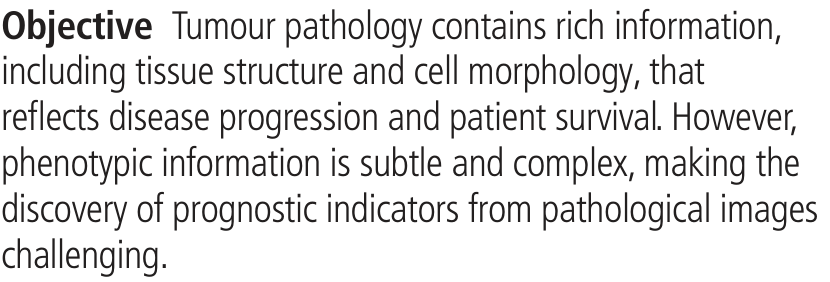 Objective Tumour pathology contains rich information,
including tissue structure and cell morphology, that
reflects disease progression and patient survival. However,
phenotypic information is subtle and complex, making the
discovery of prognostic indicators from pathological images
challenging.